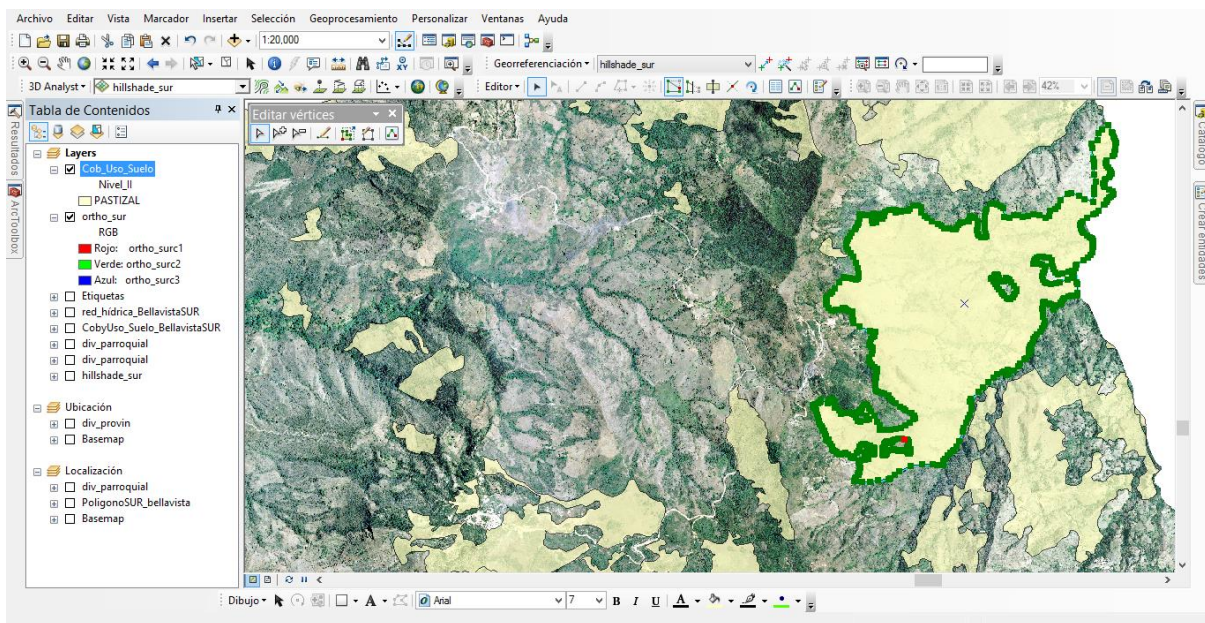 Archivo Editar Vista Marcador Insertar Selección Geoprocesamiento Personalizar Ventanas Ayuda
1:20,000
Georreferenciación hillshade_sur
3D Analyst hillshade_sur Editor 42%
Tabla de Contenidos
Editar vértices
Resultados
ArcToolbox
Layers
Cob_Uso_Suelo
Nivel_II
PASTIZAL
ortho_sur
RGB
Rojo: ortho_surc1
Verde: ortho_surc2
Azul: ortho_surc3
Etiquetas
red_hídrica_BellavistaSUR
CobyUso_Suelo_BellavistaSUR
div_parroquial
div_parroquial
hillshade_sur
Ubicación
div_provin
Basemap
Localización
div_parroquial
PoligonoSUR_bellavista
Basemap
Catálogo
Crear entidades
Dibujo A Arial 7 B I U A